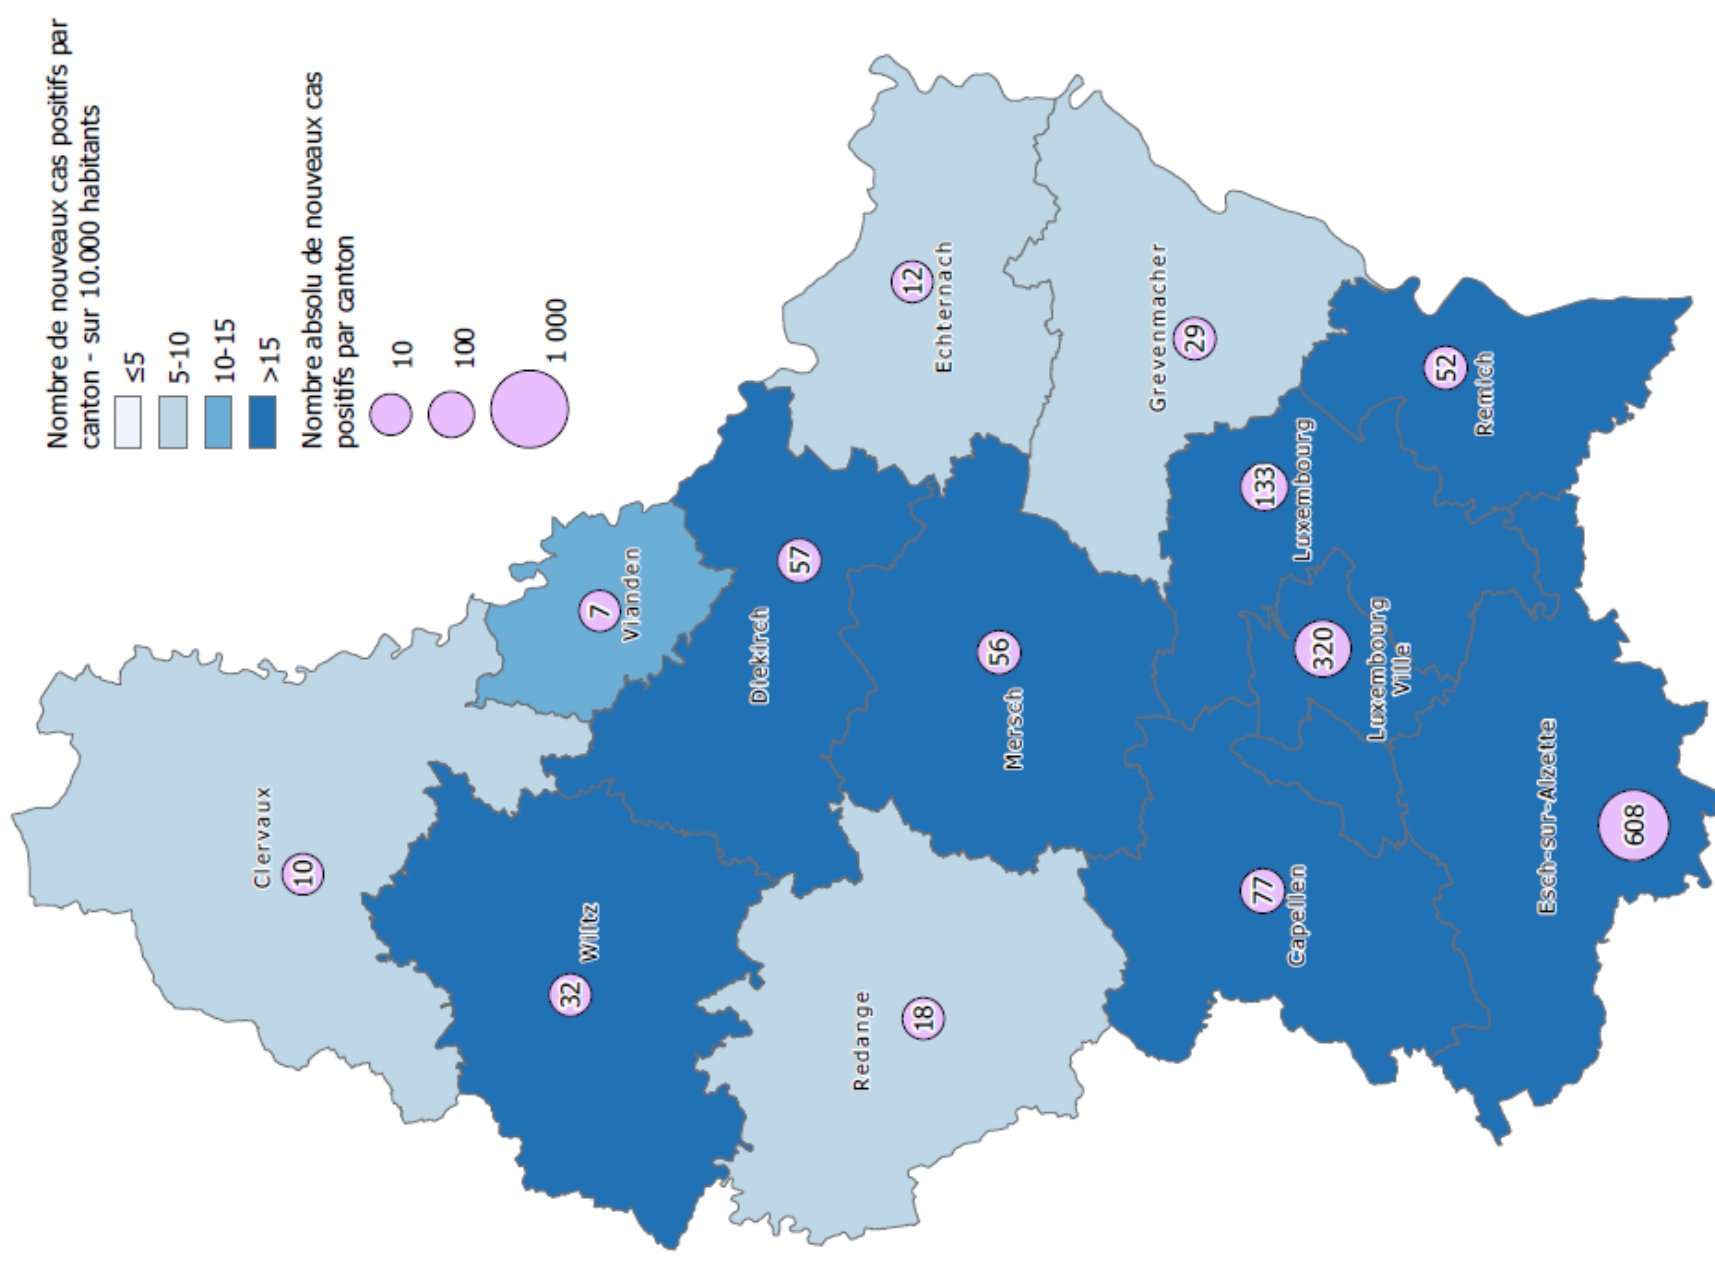 Nombre de nouveaux cas positifs par
canton - sur 10.000 habitants
≤5
5-10
10-15
>15
Nombre absolu de nouveaux cas
positifs par canton
10
100
1 000
Clervaux
10
Wiltz
32
Vianden
7
Diekirch
57
Redange
18
Mersch
56
Echternach
12
Grevenmacher
29
Capellen
77
Luxembourg
133
Luxembourg
Ville
320
Remich
52
Esch-sur-Alzette
608